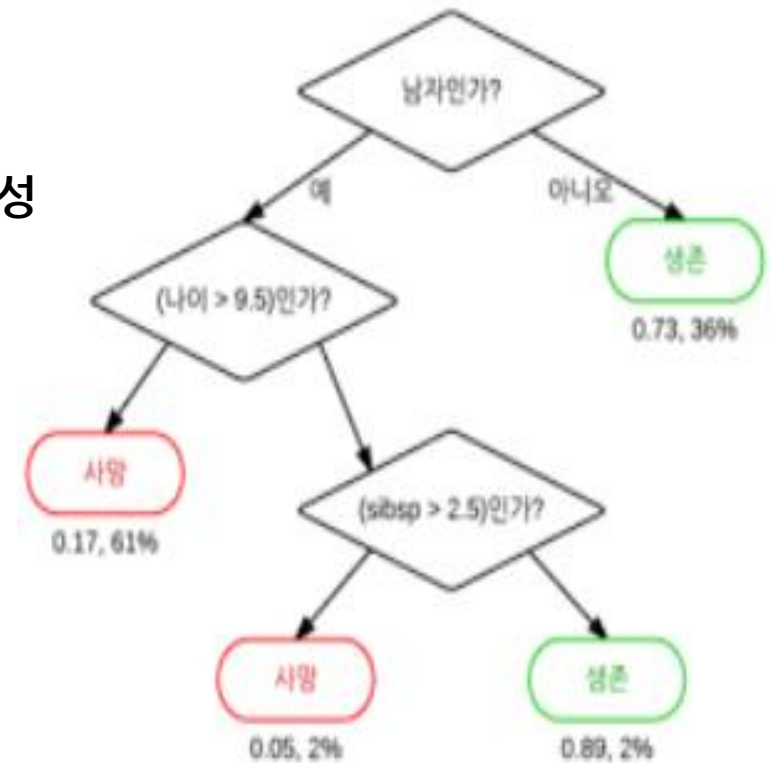 남자인가?
성
예
아니오
생존
(나이 > 9.5)인가?
0.73, 36%
사망
(sibsp > 2.5)인가?
0.17, 61%
사망
생존
0.05, 2%
0.89, 2%